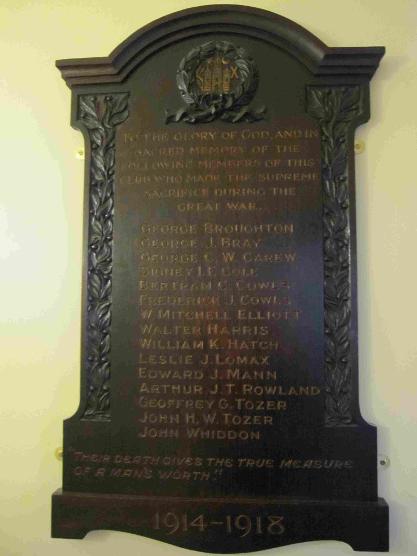 TO THE GLORY OF GOD, AND IN
SACRED MEMORY OF THE
FOLLOWING MEMBERS OF THIS
CLUB WHO MADE THE SUPREME
SACRIFICE DURING THE
GREAT WAR...
GEORGE BROUGHTON
GEORGE J. BRAY
GEORGE C. W. CAREW
SIDNEY I.F. COLE
BERTRAM C. COWES
FREDERICK J. COWLS
W MITCHELL ELLIOTT
WALTER HARRIS
WILLIAM K. HATCH
LESLIE J. LOMAX
EDWARD J. MANN
ARTHUR J.T. ROWLAND
GEOFFREY G. TOZER
JOHN H.W. TOZER
JOHN WHIDDON
"THEIR DEATH GIVES THE TRUE MEASURE
OF A MAN'S WORTH."
1914-1918